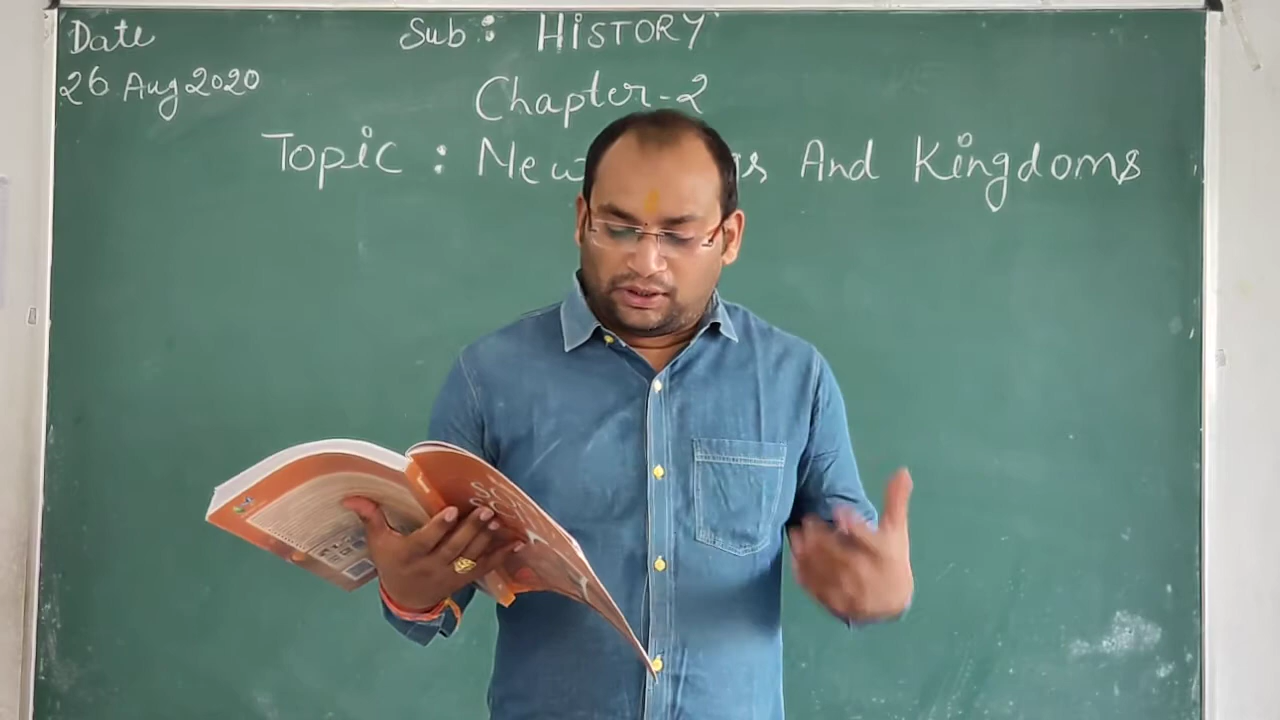 Date
26 Aug 2020
Sub: HiSTORY
Chapter-2
Topic : New And Kingdoms